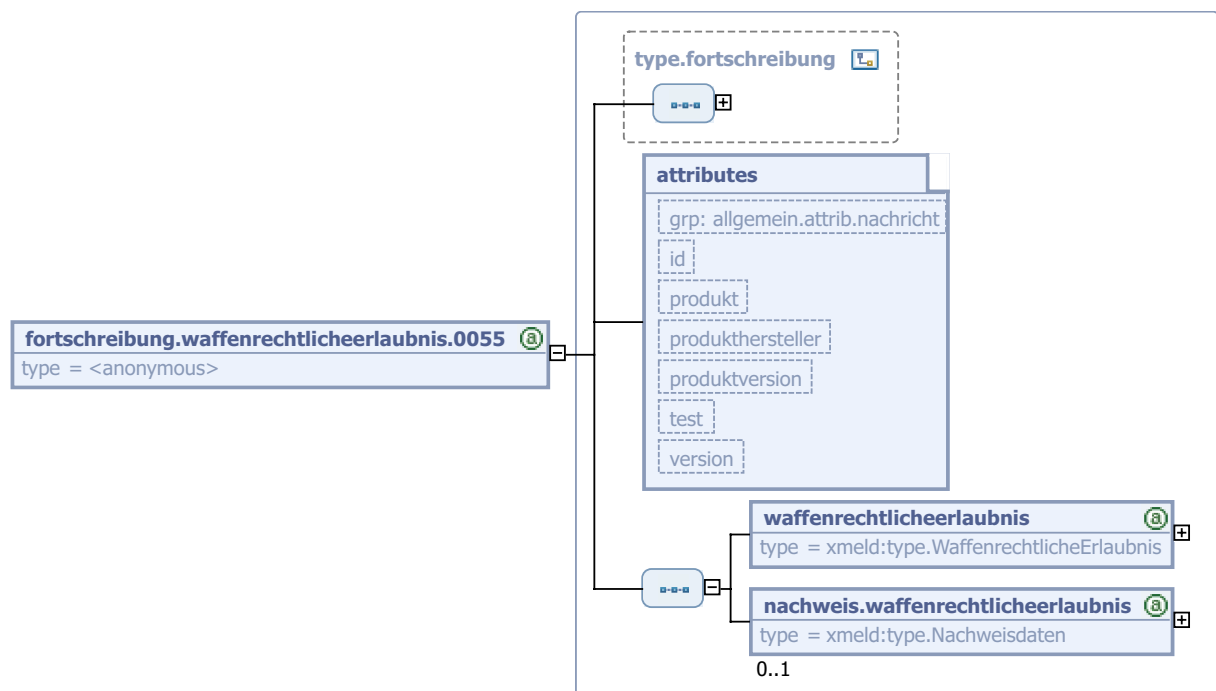 type.fortschreibung
attributes
grp: allgemein.attrib.nachricht
id
produkt
produkthersteller
produktversion
test
version
fortschreibung.waffenrechtlicheerlaubnis.0055
type = <anonymous>
waffenrechtlicheerlaubnis
type = xmeld:type.WaffenrechtlicheErlaubnis
nachweis.waffenrechtlicheerlaubnis
type = xmeld:type.Nachweisdaten
0..1